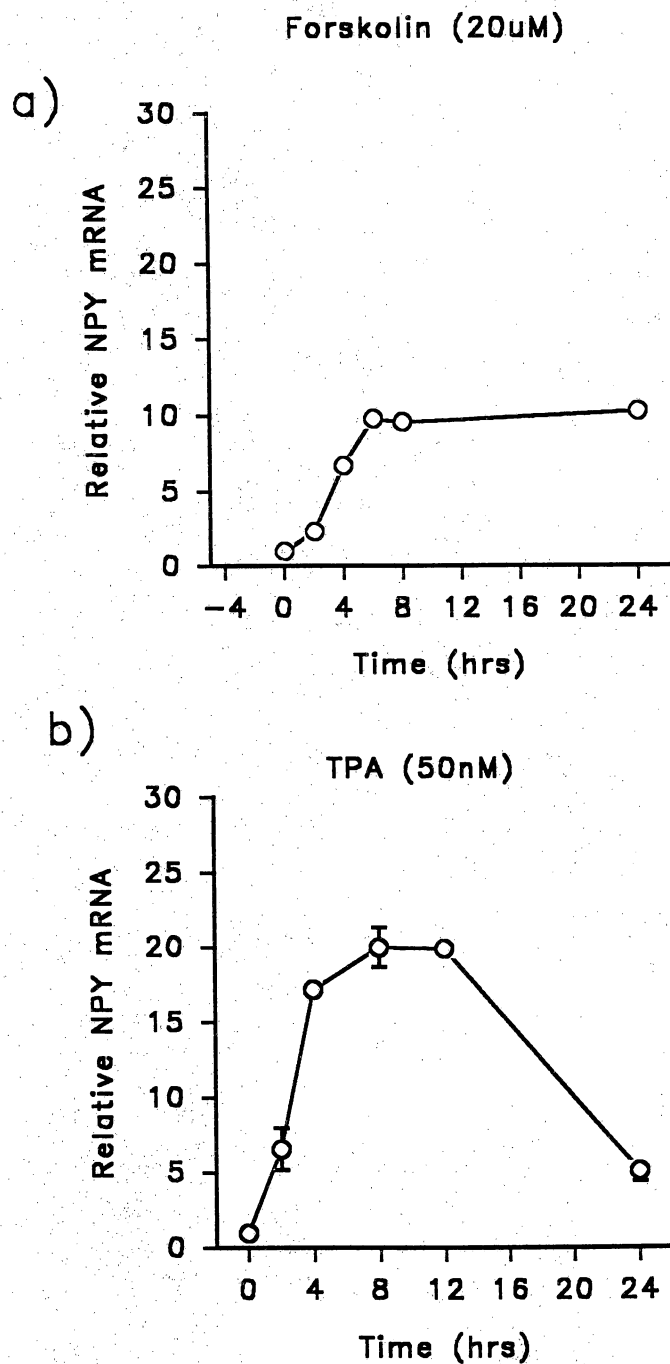 Forskolin (20uM)
a)
30
25
20
15
10
5
0
Relative NPY mRNA
−4 0 4 8 12 16 20 24
Time (hrs)
b)
TPA (50nM)
30
25
20
15
10
5
0
Relative NPY mRNA
0 4 8 12 16 20 24
Time (hrs)